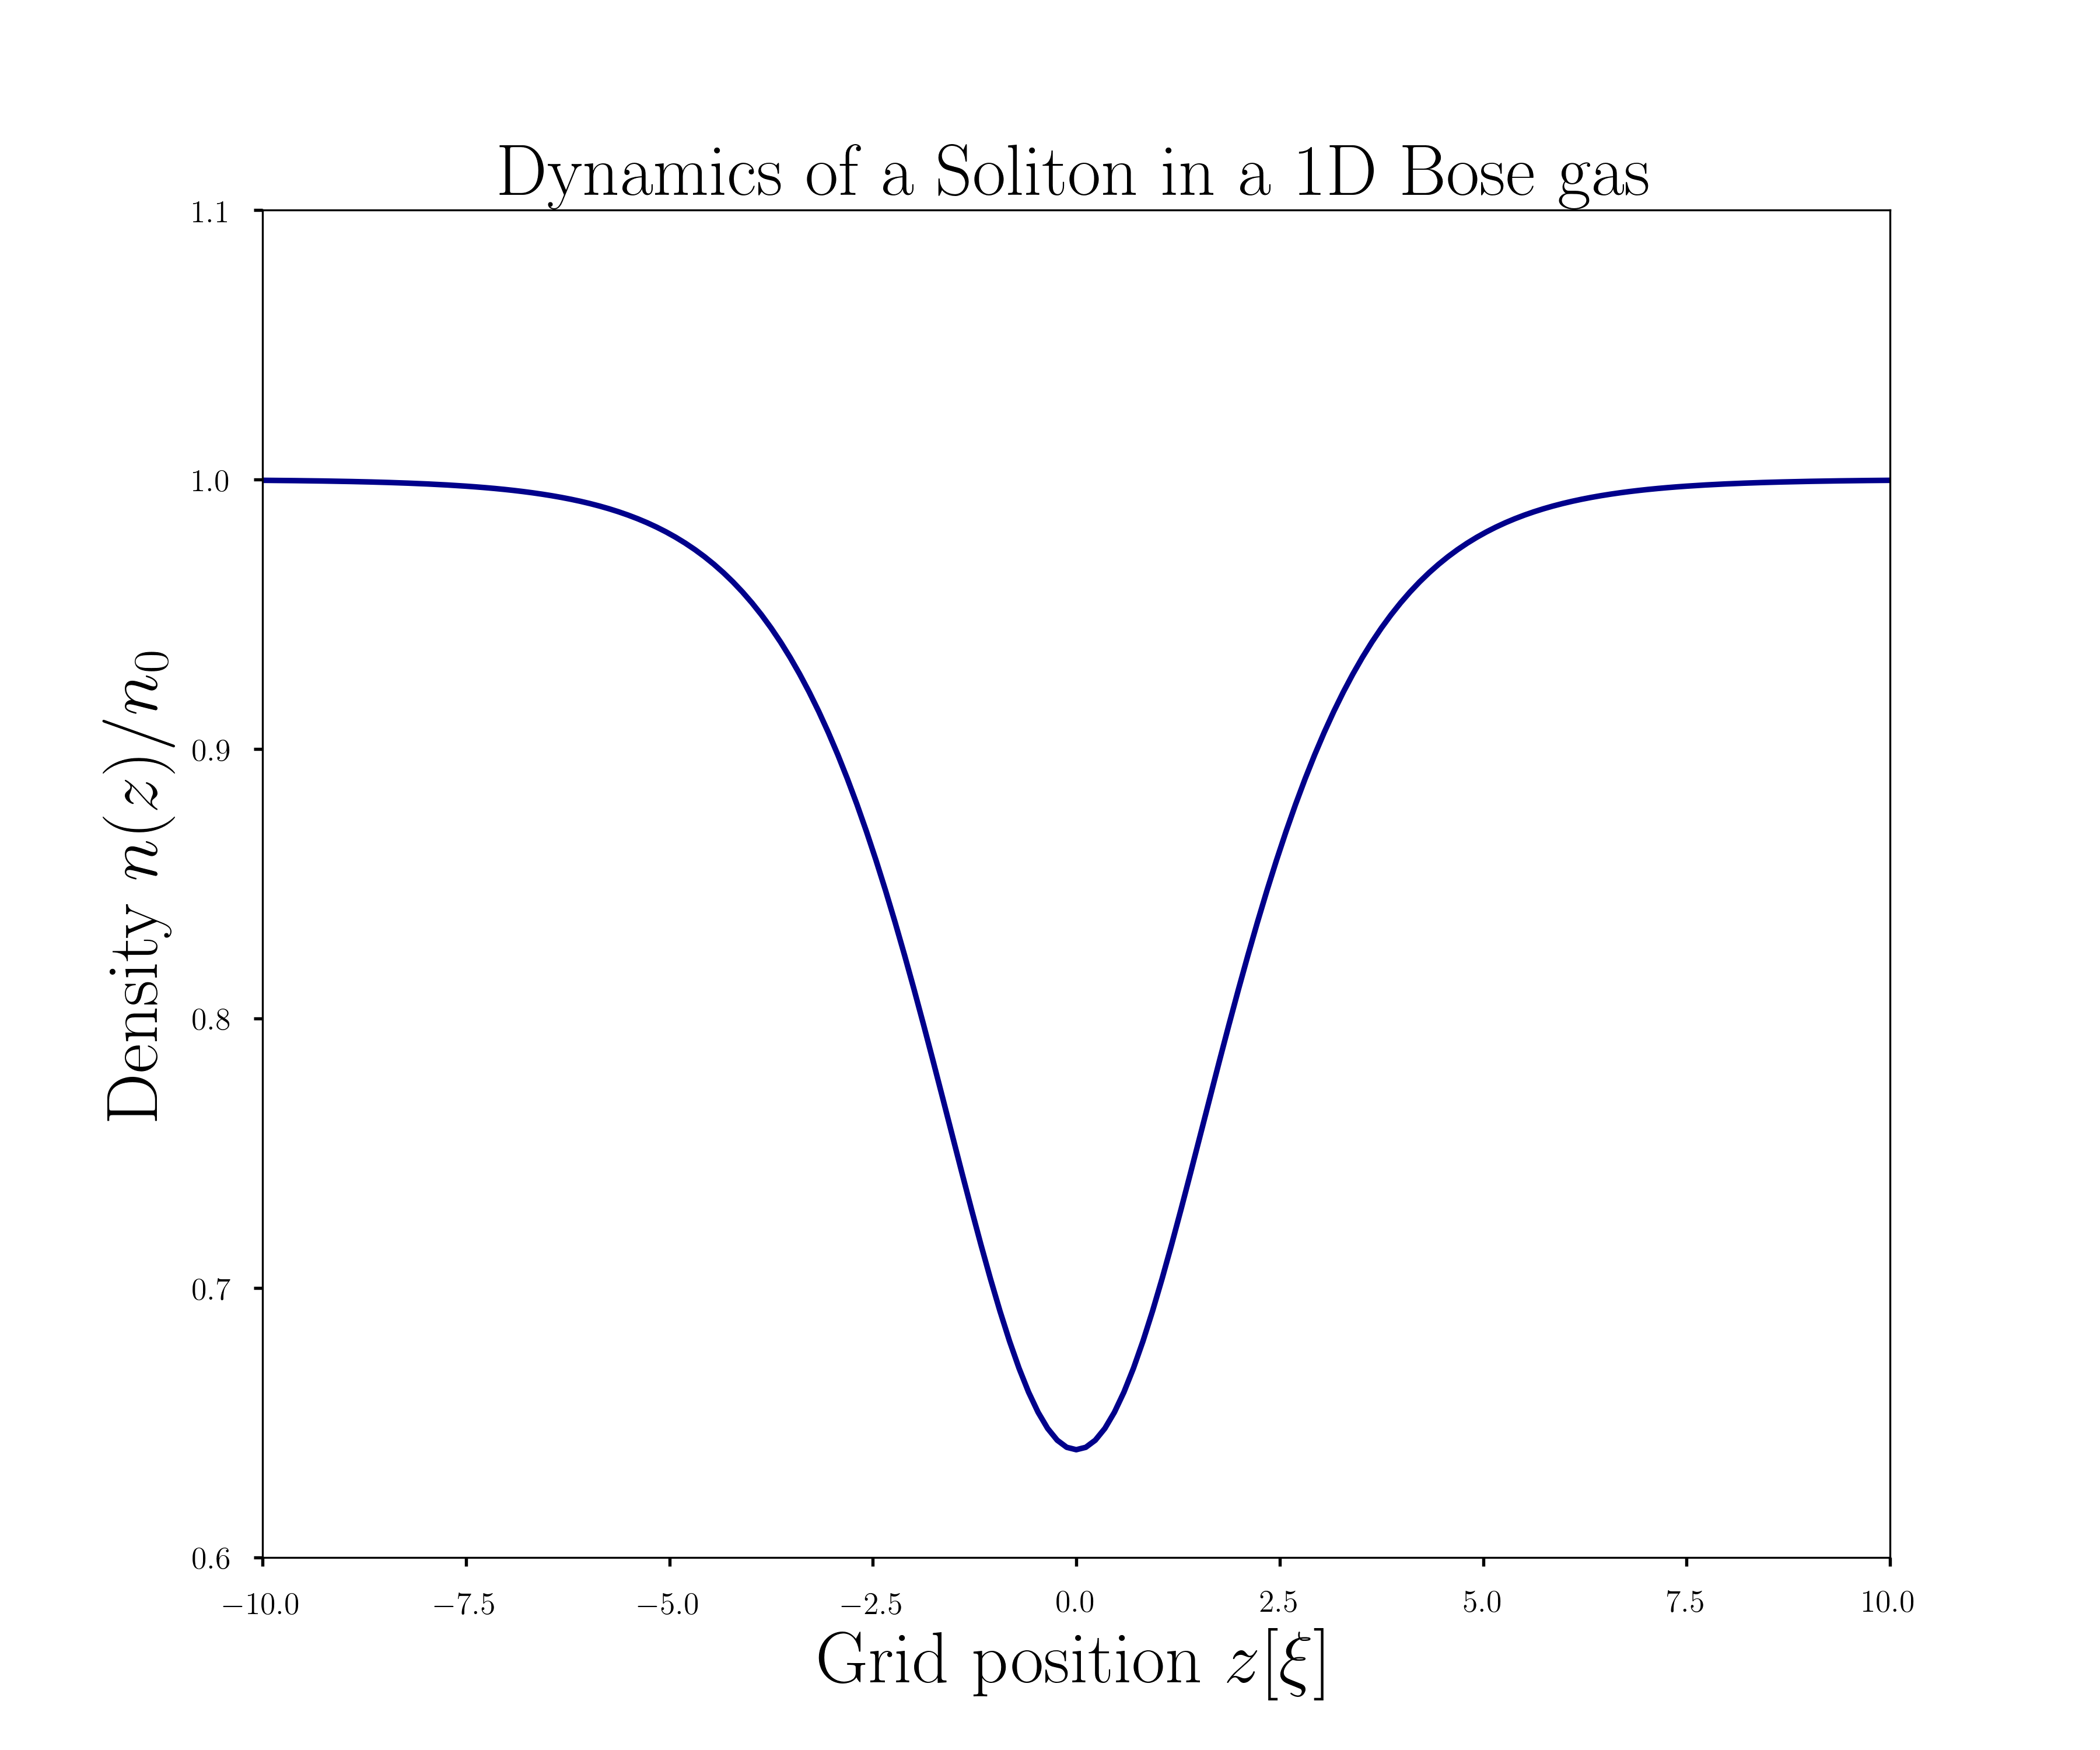 Dynamics of a Soliton in a 1D Bose gas
1.1
1.0
0.9
0.8
0.7
0.6
Density n(z)/n₀
−10.0 −7.5 −5.0 −2.5 0.0 2.5 5.0 7.5 10.0
Grid position z[ξ]